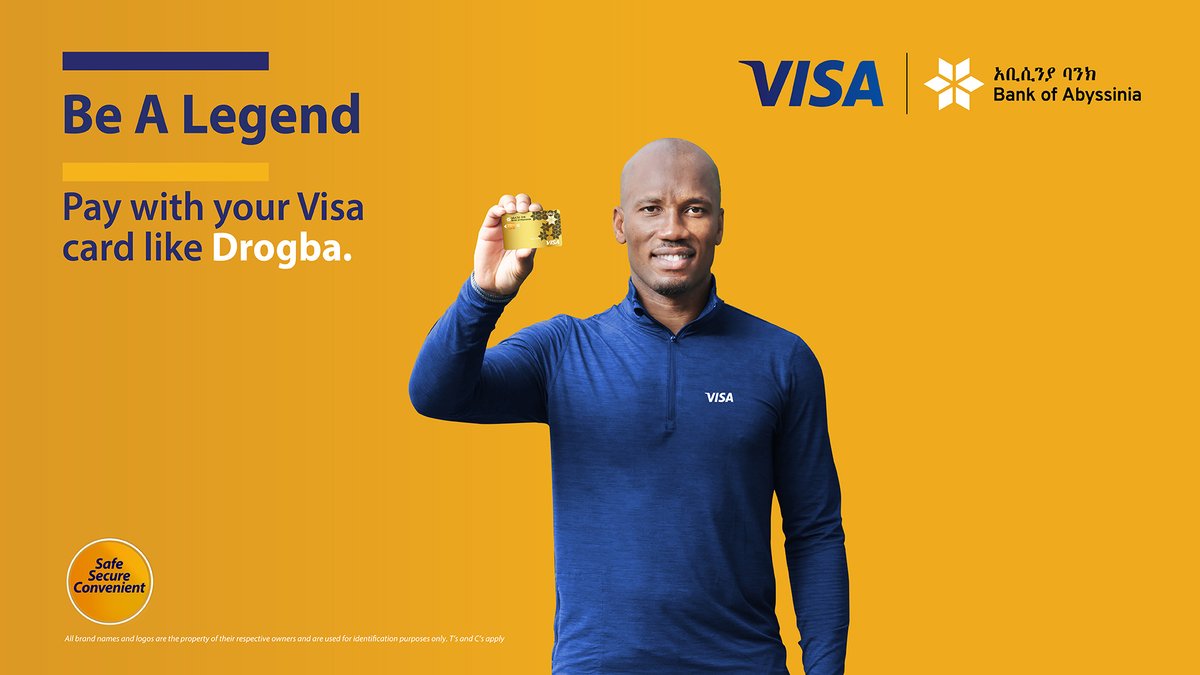 Be A Legend
Pay with your Visa
card like Drogba.
VISA
አቢሲንያ ባንክ
Bank of Abyssinia
VISA
VISA
Safe
Secure
Convenient
All brand names and logos are the property of their respective owners and are used for identification purposes only. T's and C's apply